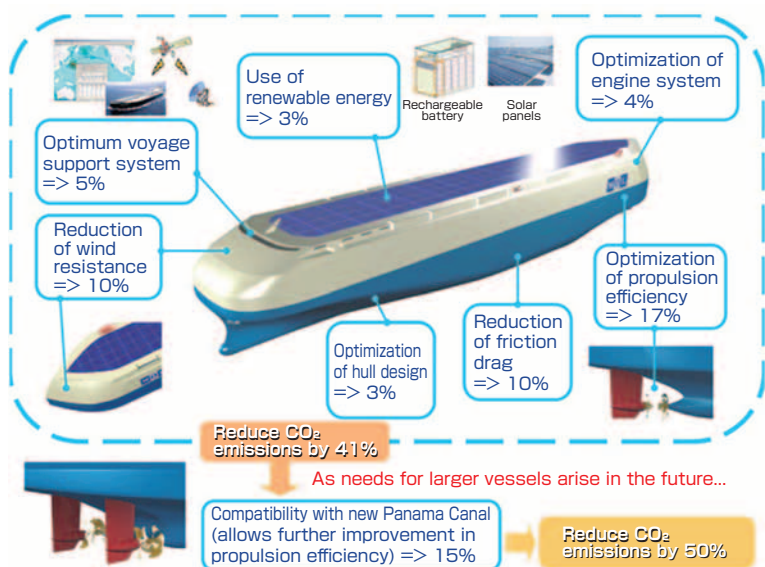 Use of
renewable energy
=> 3%
Rechargeable
battery
Solar
panels
Optimization of
engine system
=> 4%
Optimum voyage
support system
=> 5%
Reduction
of wind
resistance
=> 10%
Optimization
of hull design
=> 3%
Reduction
of friction
drag
=> 10%
Optimization
of propulsion
efficiency
=> 17%
Reduce CO₂
emissions by 41%
As needs for larger vessels arise in the future...
Compatibility with new Panama Canal
(allows further improvement in
propulsion efficiency) => 15%
Reduce CO₂
emissions by 50%